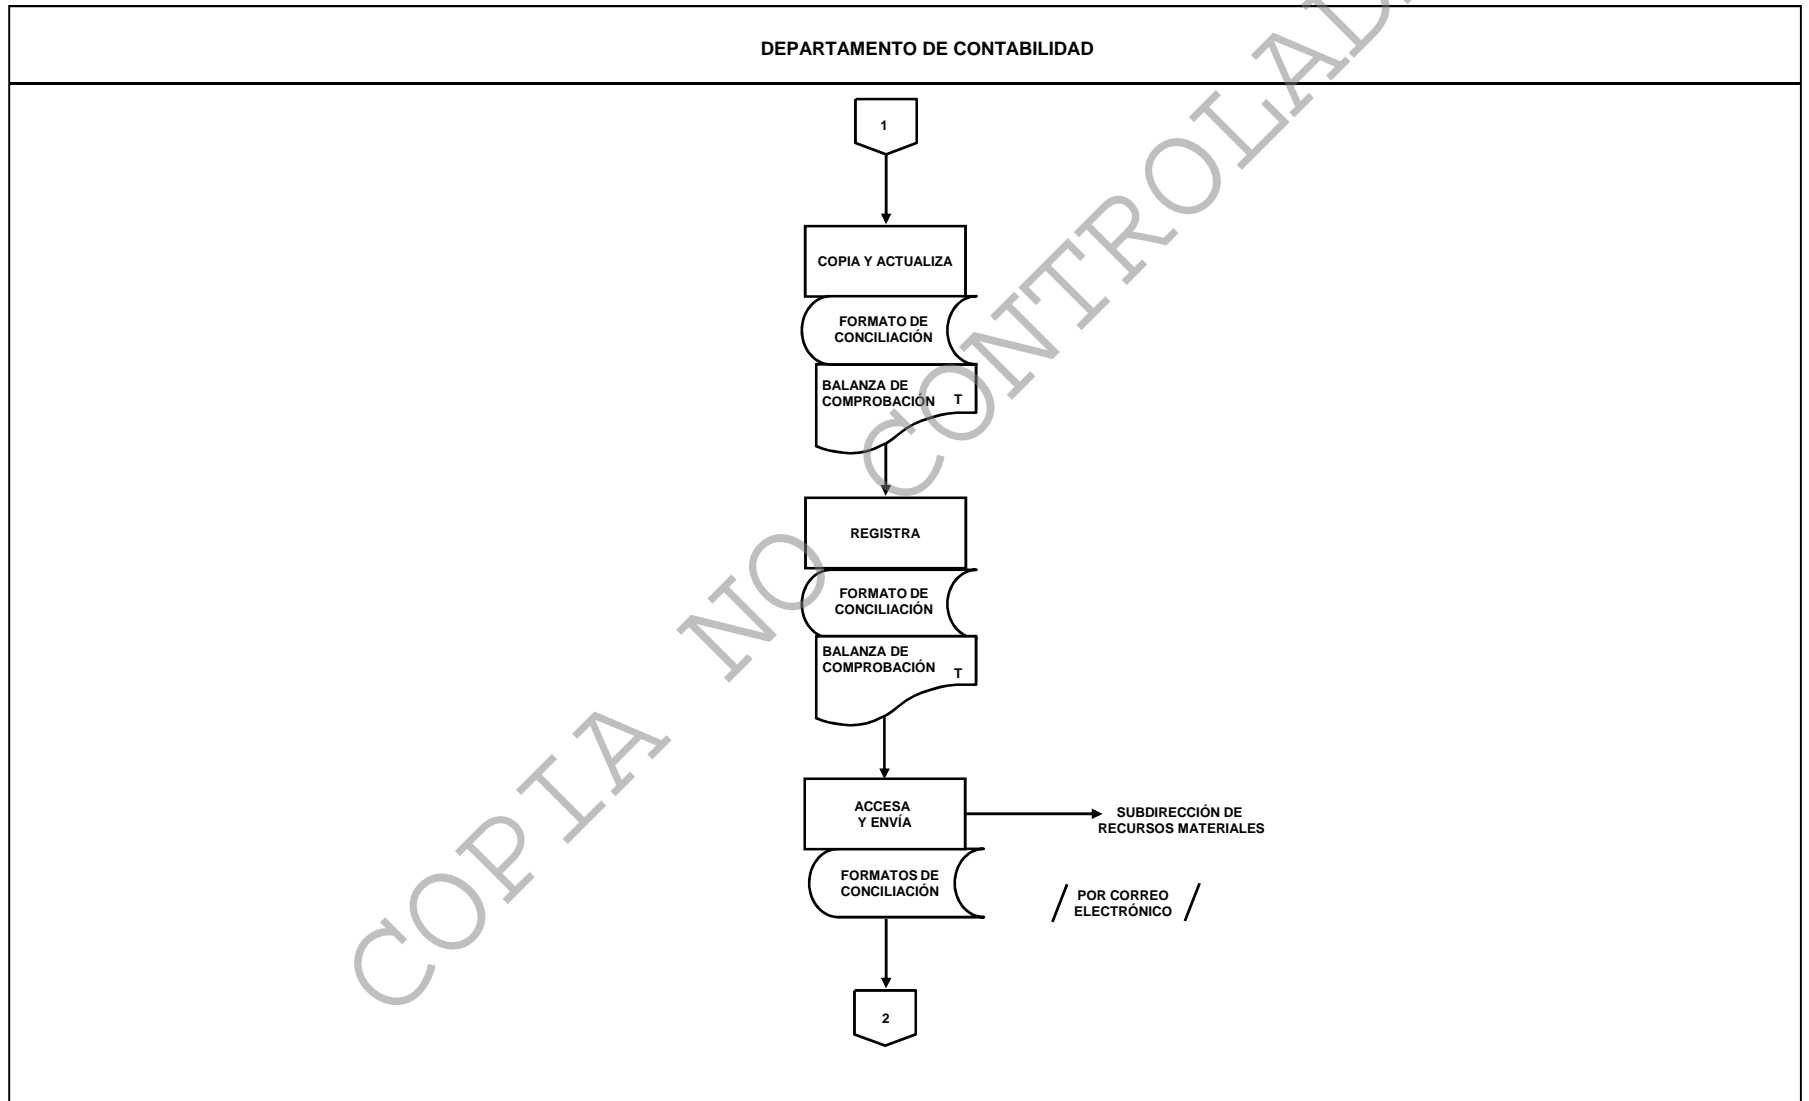 DEPARTAMENTO DE CONTABILIDAD
1
COPIA Y ACTUALIZA
FORMATO DE
CONCILIACIÓN
BALANZA DE
COMPROBACIÓN T
REGISTRA
FORMATO DE
CONCILIACIÓN
BALANZA DE
COMPROBACIÓN T
ACCESA
Y ENVÍA
SUBDIRECCIÓN DE
RECURSOS MATERIALES
FORMATOS DE
CONCILIACIÓN
/ POR CORREO
ELECTRÓNICO /
2
COPIA NO CONTROLAD